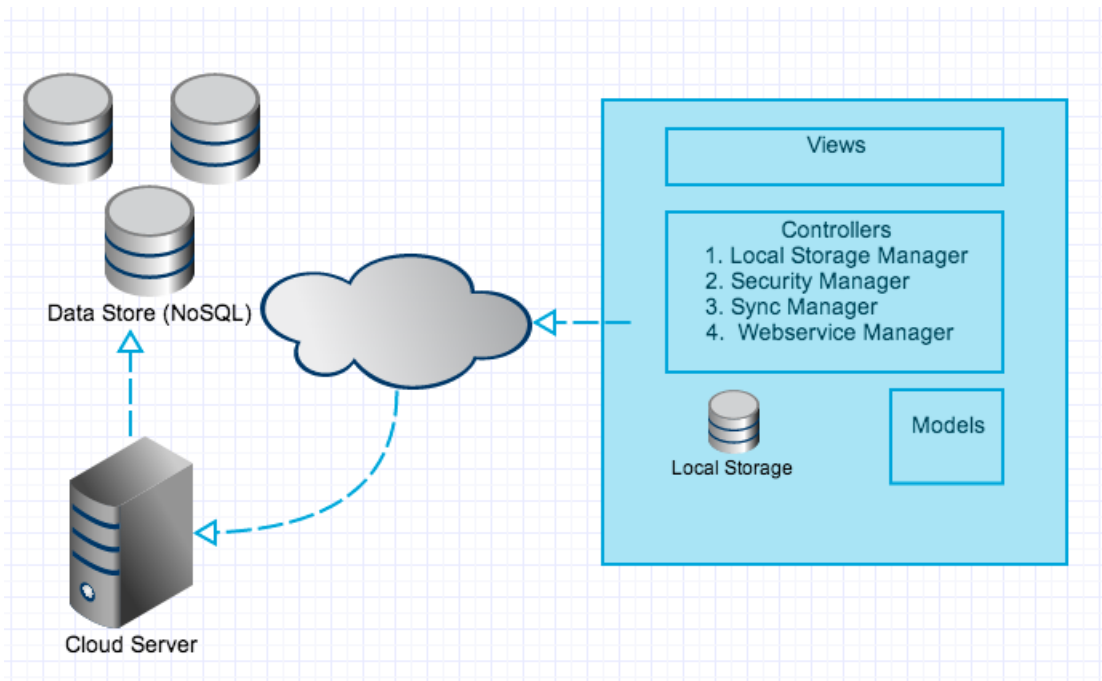 Views
Controllers
1. Local Storage Manager
2. Security Manager
3. Sync Manager
4. Webservice Manager
Data Store (NoSQL)
Models
Local Storage
Cloud Server